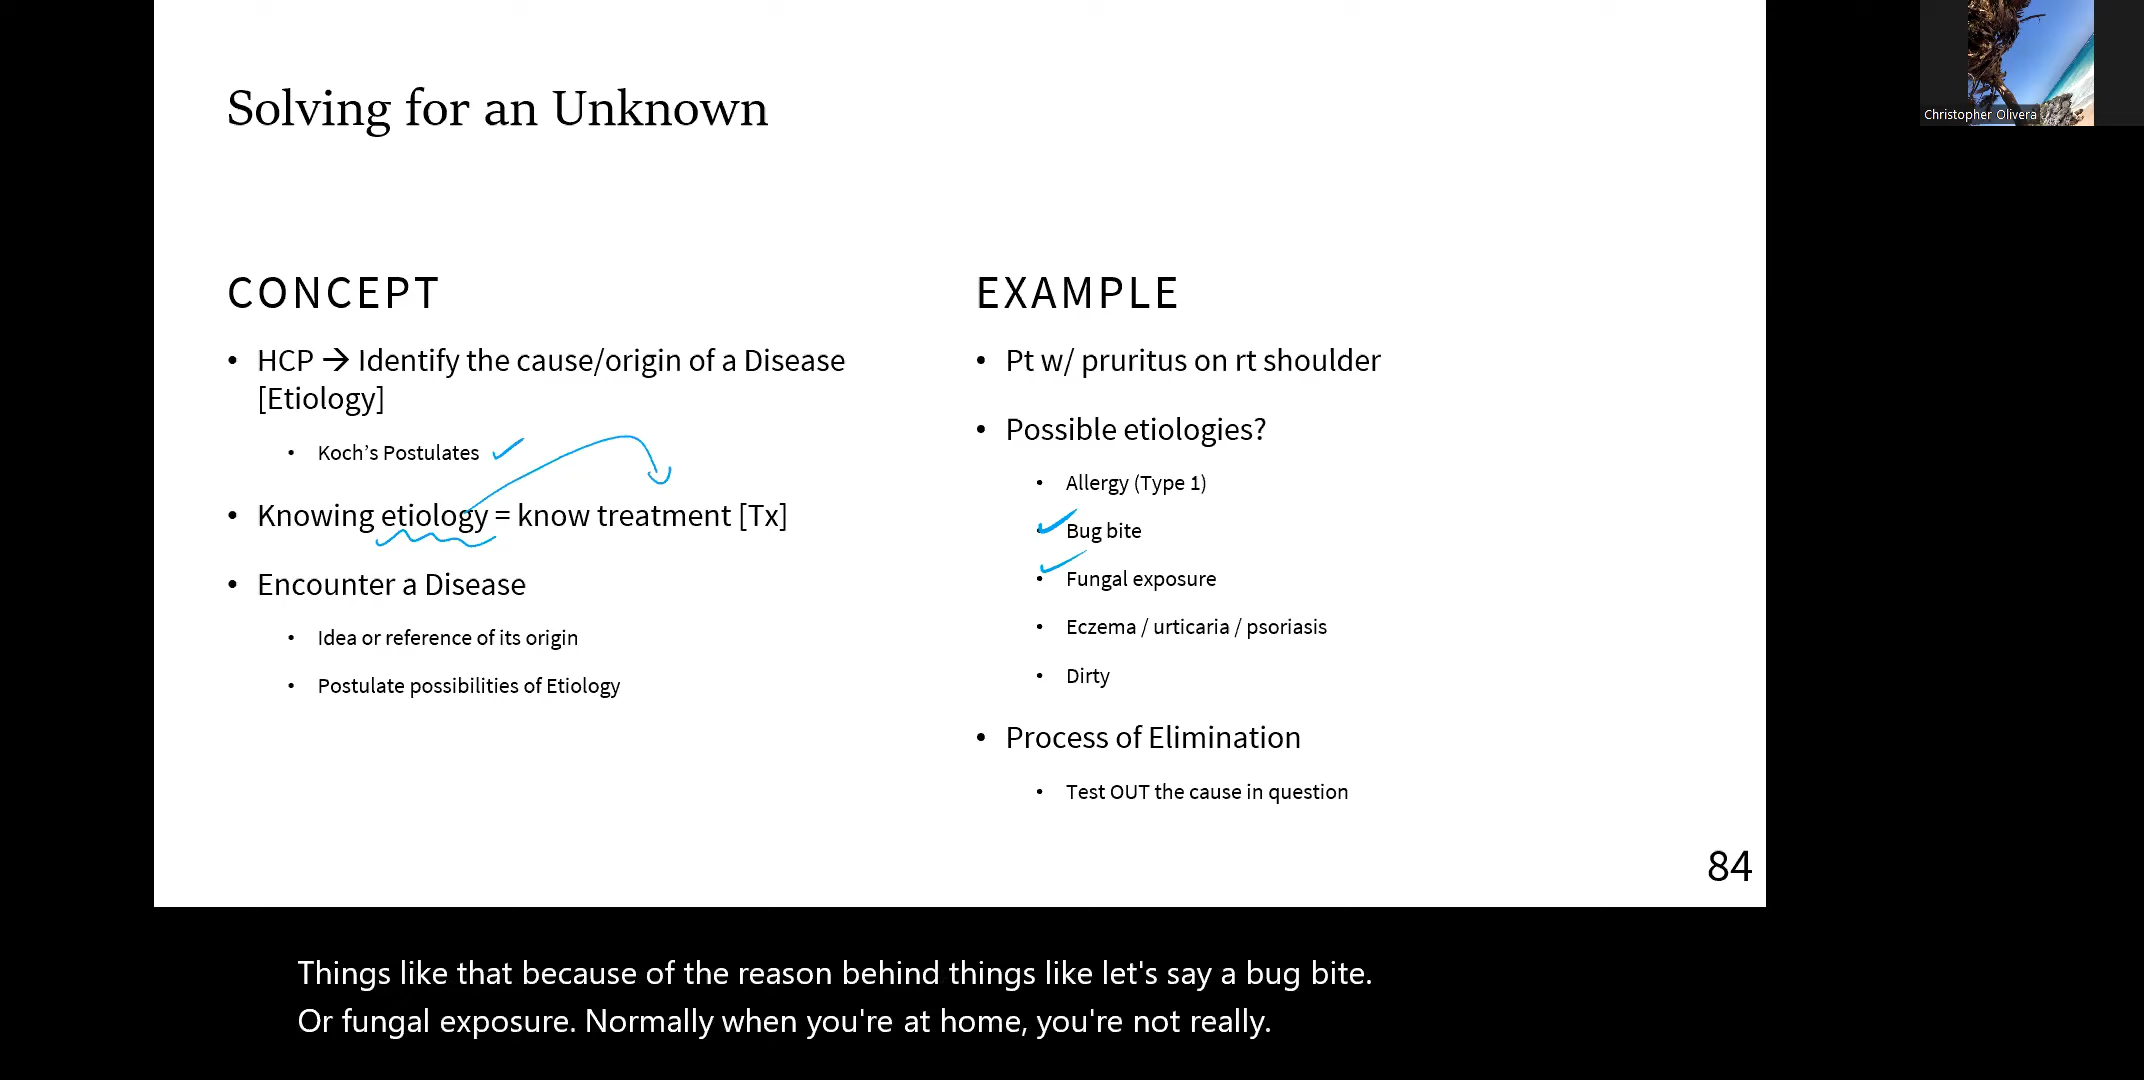 Solving for an Unknown
CONCEPT
• HCP → Identify the cause/origin of a Disease
[Etiology]
• Koch's Postulates
• Knowing etiology = know treatment [Tx]
• Encounter a Disease
• Idea or reference of its origin
• Postulate possibilities of Etiology
EXAMPLE
• Pt w/ pruritus on rt shoulder
• Possible etiologies?
• Allergy (Type 1)
• Bug bite
• Fungal exposure
• Eczema / urticaria / psoriasis
• Dirty
• Process of Elimination
• Test OUT the cause in question
84
Christopher Olivera
Things like that because of the reason behind things like let's say a bug bite.
Or fungal exposure. Normally when you're at home, you're not really.